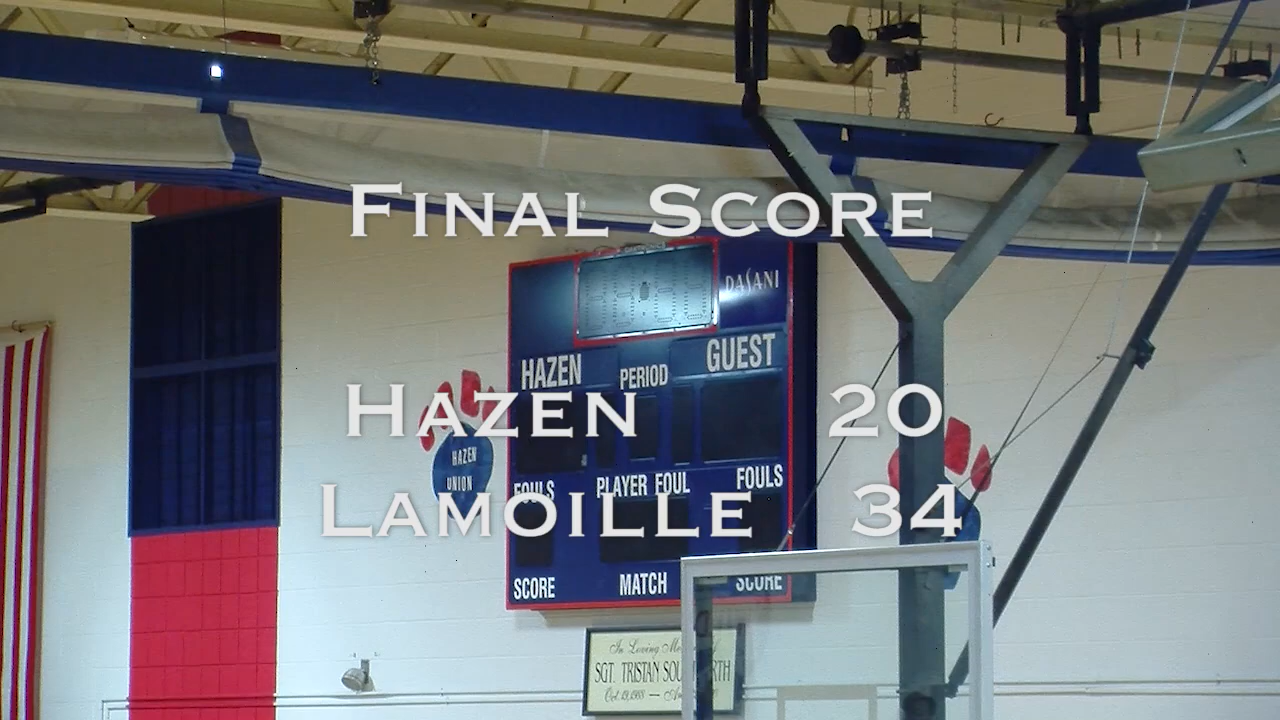 Final Score
DASANI
HAZEN
PERIOD
GUEST
Hazen 20
HAZEN
UNION
FOULS
PLAYER FOUL
FOULS
Lamoille 34
SCORE
MATCH
SCORE
In Loving
SGT. TRISTAN
Oct.